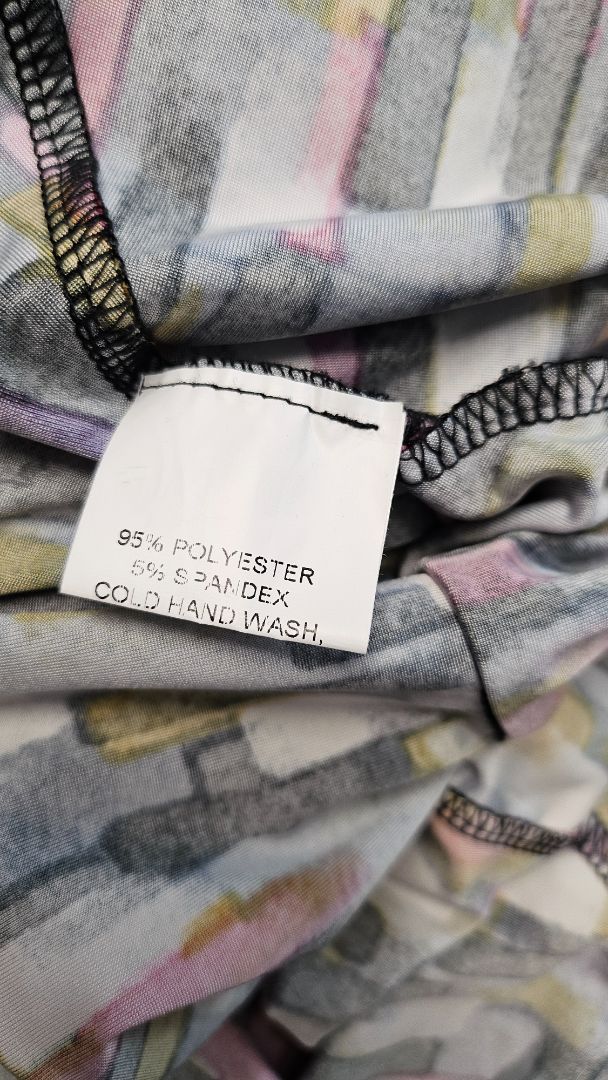 95% POLYESTER
5% SPANDEX
COLD HAND WASH,